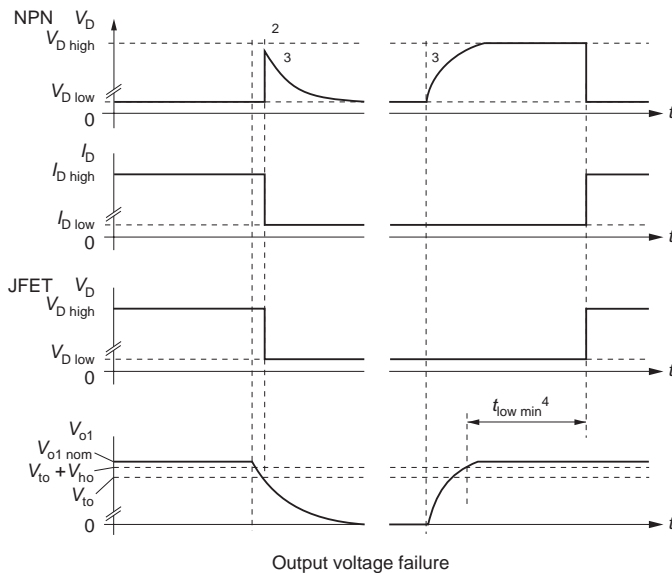 NPN V_D
V_D high
2
3
3
V_D low
0
t
I_D
I_D high
I_D low
0
t
JFET V_D
V_D high
V_D low
0
t
t_low min^4
V_o1
V_o1 nom
V_to + V_ho
V_to
0
t
Output voltage failure